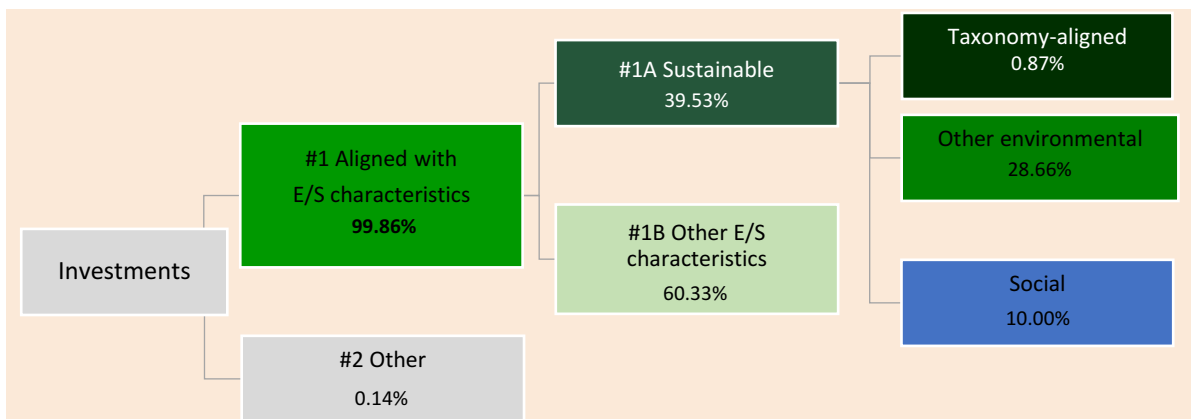 Investments
#1 Aligned with
E/S characteristics
99.86%
#2 Other
0.14%
#1A Sustainable
39.53%
#1B Other E/S
characteristics
60.33%
Taxonomy-aligned
0.87%
Other environmental
28.66%
Social
10.00%